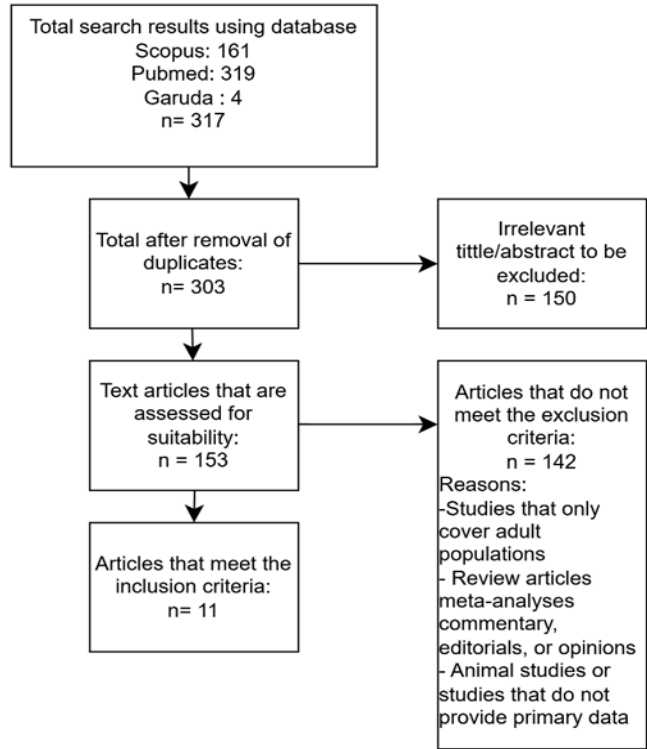 Total search results using database
Scopus: 161
Pubmed: 319
Garuda : 4
n= 317
Total after removal of
duplicates:
n= 303
Irrelevant
tittle/abstract to be
excluded:
n = 150
Text articles that are
assessed for
suitability:
n = 153
Articles that do not
meet the exclusion
criteria:
n = 142
Reasons:
-Studies that only
cover adult
populations
- Review articles
meta-analyses
commentary,
editorials, or opinions
- Animal studies or
studies that do not
provide primary data
Articles that meet the
inclusion criteria:
n= 11